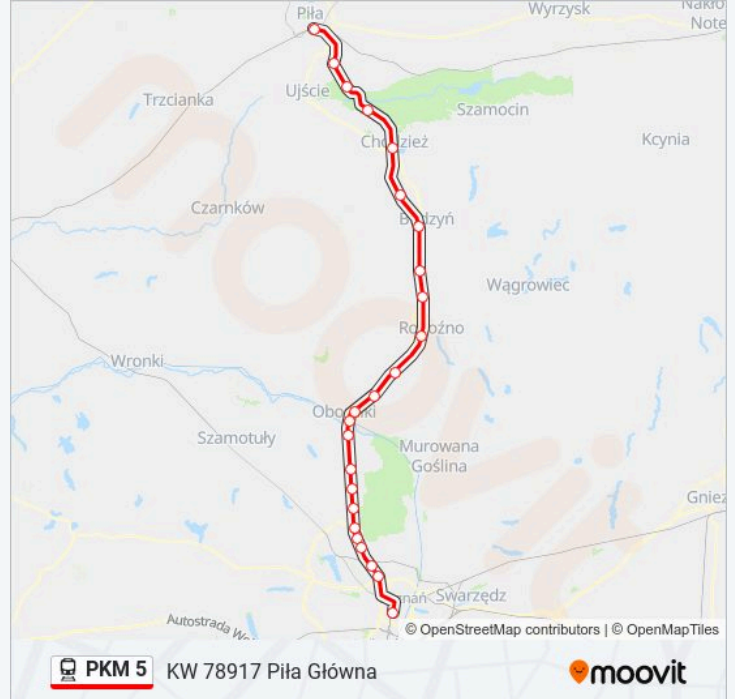 Piła
Wyrzysk
Nakło
Note
Trzcianka
Ujście
Szamocin
Chodzież
Kcynia
Czarnków
Budzyń
Wągrowiec
Rogoźno
Wronki
Oborniki
Szamotuły
Murowana
Goślina
Gniez
Poznań
Swarzędz
Autostrada
© OpenStreetMap contributors | © OpenMapTiles
PKM 5 KW 78917 Piła Główna
moovit